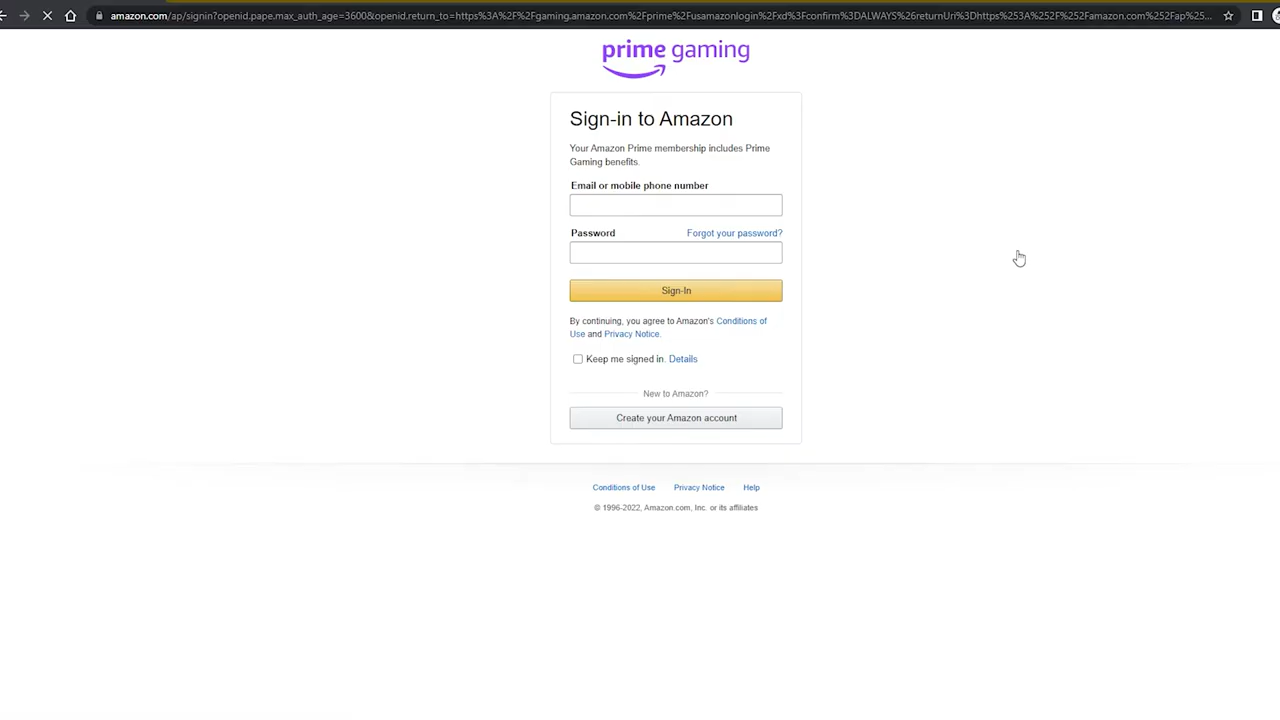 amazon.com/ap/signin?openid.pape.max_auth_age=3600&openid.return_to=https%3A%2F%2Fgaming.amazon.com%2Fprime%2Fusamazonlogin%2Fxd%3Fconfirm%3DALWAYS%26returnUri%3Dhttps%253A%252F%252Famazon.com%252Fap%25...
prime gaming
Sign-in to Amazon
Your Amazon Prime membership includes Prime
Gaming benefits.
Email or mobile phone number
Password Forgot your password?
Sign-In
By continuing, you agree to Amazon's Conditions of
Use and Privacy Notice.
Keep me signed in. Details
New to Amazon?
Create your Amazon account
Conditions of Use Privacy Notice Help
© 1996-2022, Amazon.com, Inc. or its affiliates